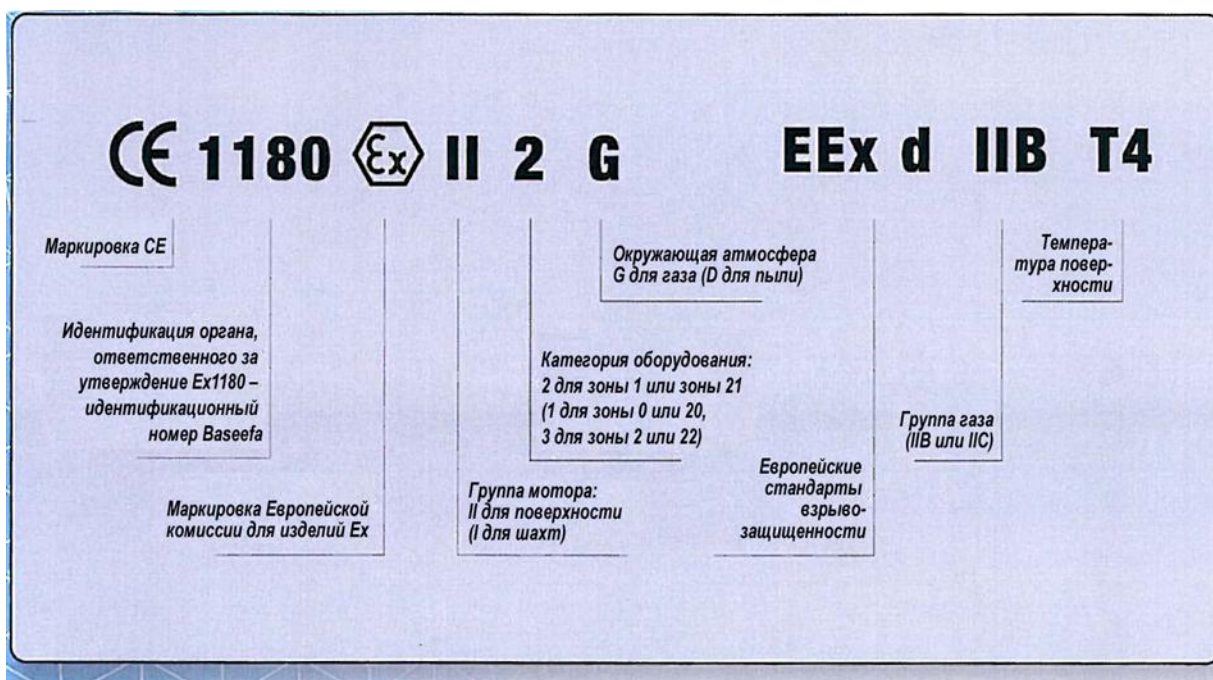 CE 1180 Ex II 2 G EEx d IIB T4
Маркировка CE
Идентификация органа,
ответственного за
утверждение Ex1180 –
идентификационный
номер Baseefa
Маркировка Европейской
комиссии для изделий Ex
Группа мотора:
II для поверхности
(I для шахт)
Категория оборудования:
2 для зоны 1 или зоны 21
(1 для зоны 0 или 20,
3 для зоны 2 или 22)
Окружающая атмосфера
G для газа (D для пыли)
Европейские
стандарты
взрыво-
защищенности
Группа газа
(IIB или IIC)
Темпера-
тура повер-
хности